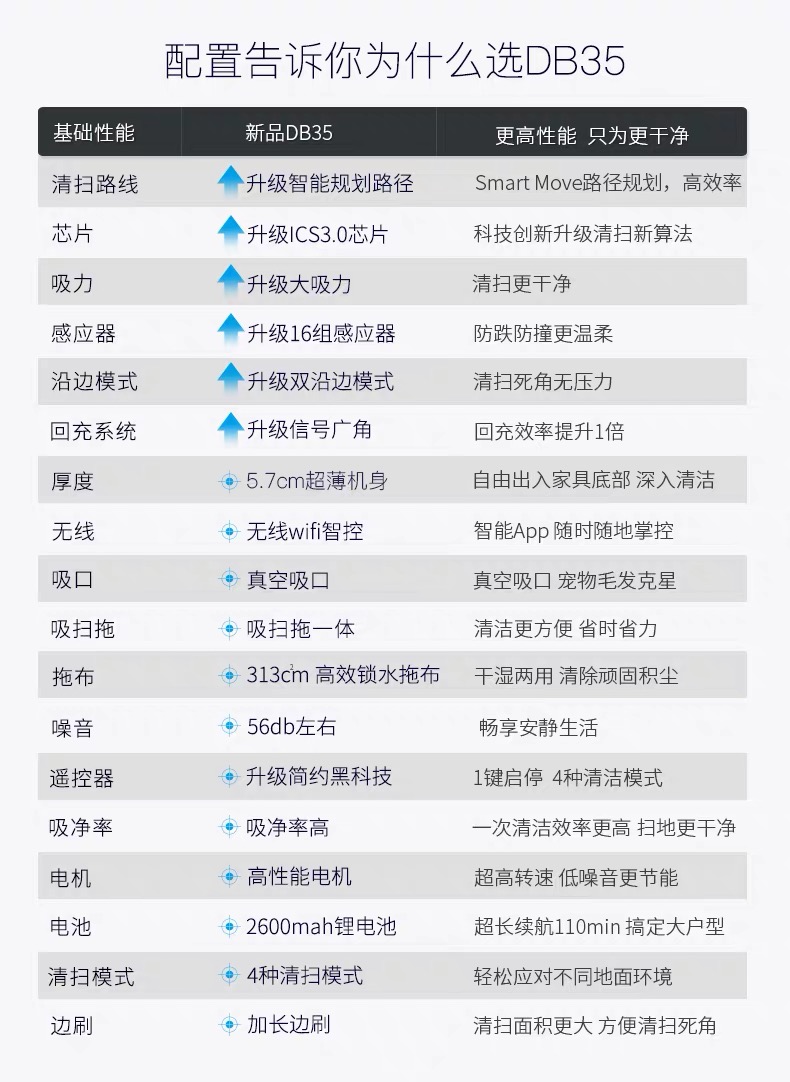 配置告诉你为什么选DB35
基础性能 新品DB35 更高性能 只为更干净
清扫路线 升级智能规划路径 Smart Move路径规划，高效率
芯片 升级ICS3.0芯片 科技创新升级清扫新算法
吸力 升级大吸力 清扫更干净
感应器 升级16组感应器 防跌防撞更温柔
沿边模式 升级双沿边模式 清扫死角无压力
回充系统 升级信号广角 回充效率提升1倍
厚度 5.7cm超薄机身 自由出入家具底部 深入清洁
无线 无线wifi智控 智能App 随时随地掌控
吸口 真空吸口 真空吸口 宠物毛发克星
吸扫拖 吸扫拖一体 清洁更方便 省时省力
拖布 313cm² 高效锁水拖布 干湿两用 清除顽固积尘
噪音 56db左右 畅享安静生活
遥控器 升级简约黑科技 1键启停 4种清洁模式
吸净率 吸净率高 一次清洁效率更高 扫地更干净
电机 高性能电机 超高转速 低噪音更节能
电池 2600mah锂电池 超长续航110min 搞定大户型
清扫模式 4种清扫模式 轻松应对不同地面环境
边刷 加长边刷 清扫面积更大 方便清扫死角